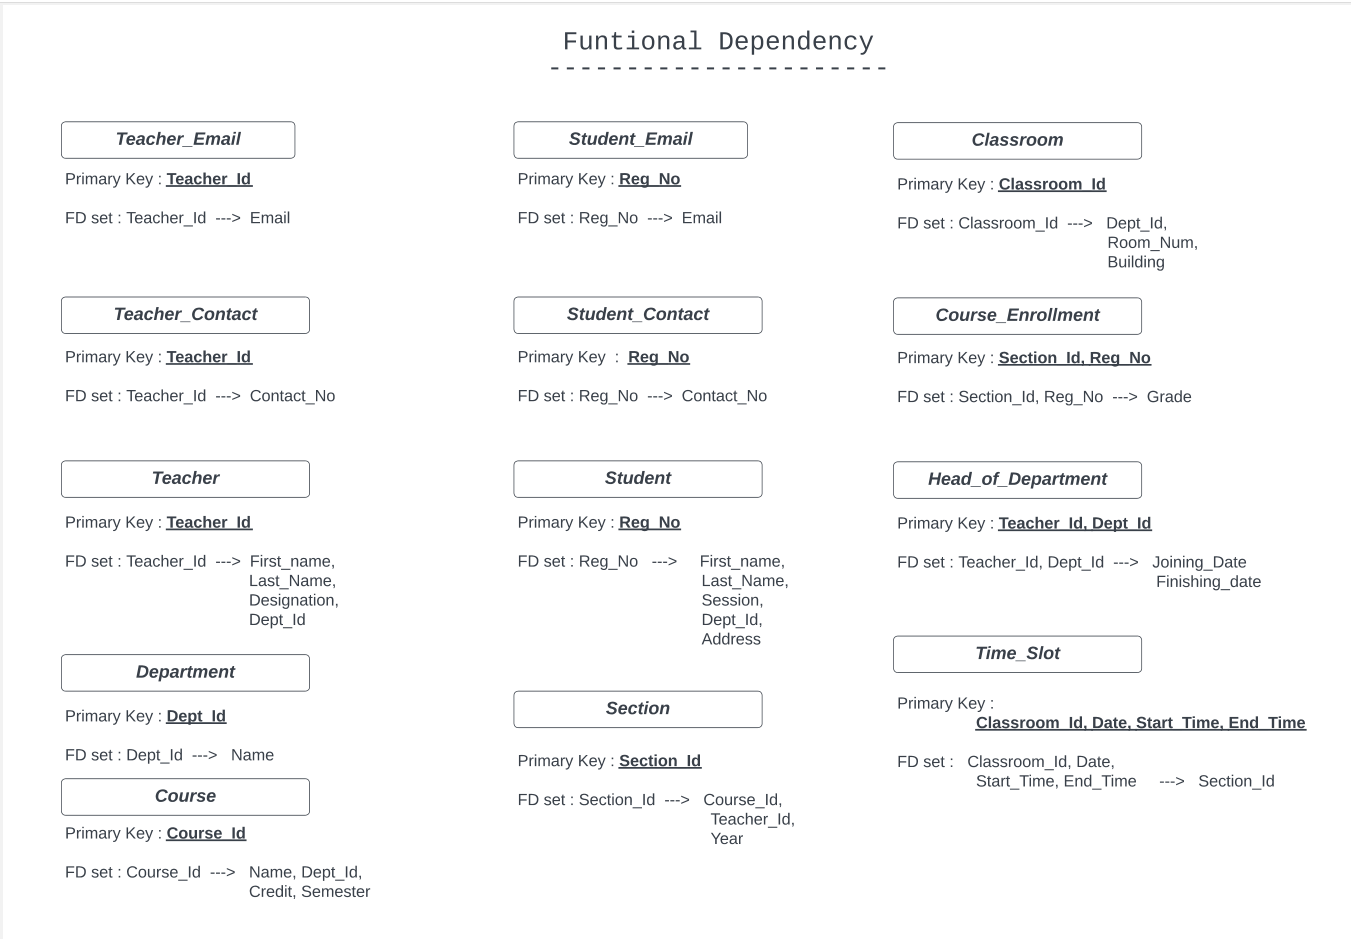 Funtional Dependency
----------------------
Teacher_Email
Primary Key : Teacher_Id
FD set : Teacher_Id ---> Email
Teacher_Contact
Primary Key : Teacher_Id
FD set : Teacher_Id ---> Contact_No
Teacher
Primary Key : Teacher_Id
FD set : Teacher_Id ---> First_name,
Last_Name,
Designation,
Dept_Id
Department
Primary Key : Dept_Id
FD set : Dept_Id ---> Name
Course
Primary Key : Course_Id
FD set : Course_Id ---> Name, Dept_Id,
Credit, Semester
Student_Email
Primary Key : Reg_No
FD set : Reg_No ---> Email
Student_Contact
Primary Key : Reg_No
FD set : Reg_No ---> Contact_No
Student
Primary Key : Reg_No
FD set : Reg_No ---> First_name,
Last_Name,
Session,
Dept_Id,
Address
Section
Primary Key : Section_Id
FD set : Section_Id ---> Course_Id,
Teacher_Id,
Year
Classroom
Primary Key : Classroom_Id
FD set : Classroom_Id ---> Dept_Id,
Room_Num,
Building
Course_Enrollment
Primary Key : Section_Id, Reg_No
FD set : Section_Id, Reg_No ---> Grade
Head_of_Department
Primary Key : Teacher_Id, Dept_Id
FD set : Teacher_Id, Dept_Id ---> Joining_Date
Finishing_date
Time_Slot
Primary Key :
Classroom_Id, Date, Start_Time, End_Time
FD set : Classroom_Id, Date,
Start_Time, End_Time ---> Section_Id